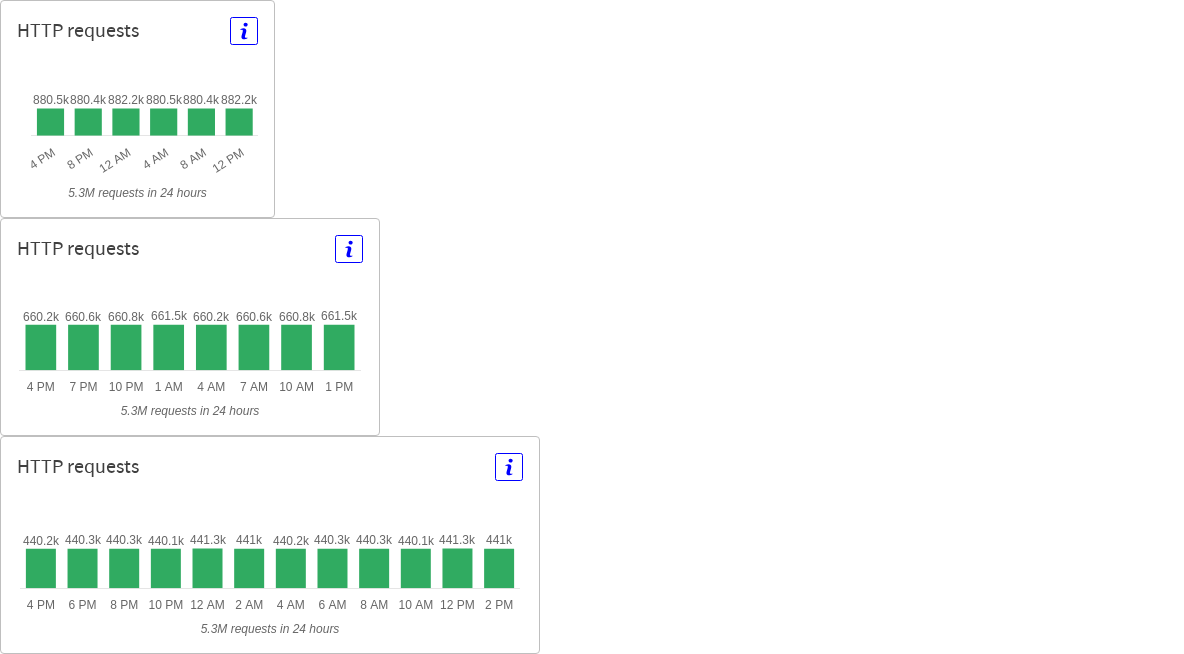 HTTP requests i
880.5k 880.4k 882.2k 880.5k 880.4k 882.2k
4 PM 8 PM 12 AM 4 AM 8 AM 12 PM
5.3M requests in 24 hours
HTTP requests i
660.2k 660.6k 660.8k 661.5k 660.2k 660.6k 660.8k 661.5k
4 PM 7 PM 10 PM 1 AM 4 AM 7 AM 10 AM 1 PM
5.3M requests in 24 hours
HTTP requests i
440.2k 440.3k 440.3k 440.1k 441.3k 441k 440.2k 440.3k 440.3k 440.1k 441.3k 441k
4 PM 6 PM 8 PM 10 PM 12 AM 2 AM 4 AM 6 AM 8 AM 10 AM 12 PM 2 PM
5.3M requests in 24 hours